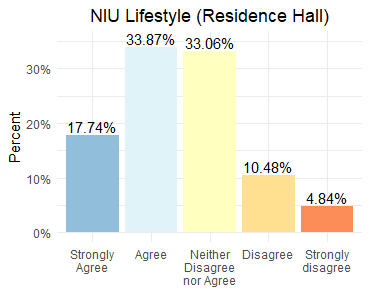 NIU Lifestyle (Residence Hall)
33.87%
33.06%
17.74%
10.48%
4.84%
30%
20%
10%
0%
Percent
Strongly
Agree
Agree
Neither
Disagree
nor Agree
Disagree
Strongly
disagree